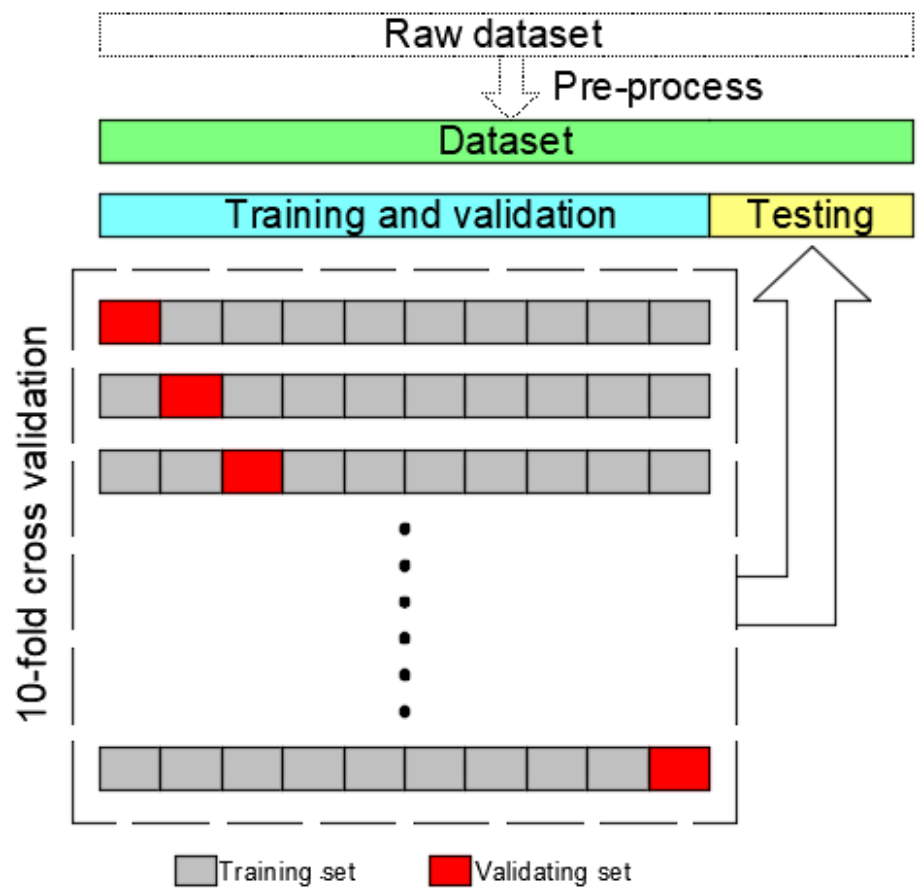 Raw dataset
Pre-process
Dataset
Training and validation
Testing
10-fold cross validation
Training set
Validating set